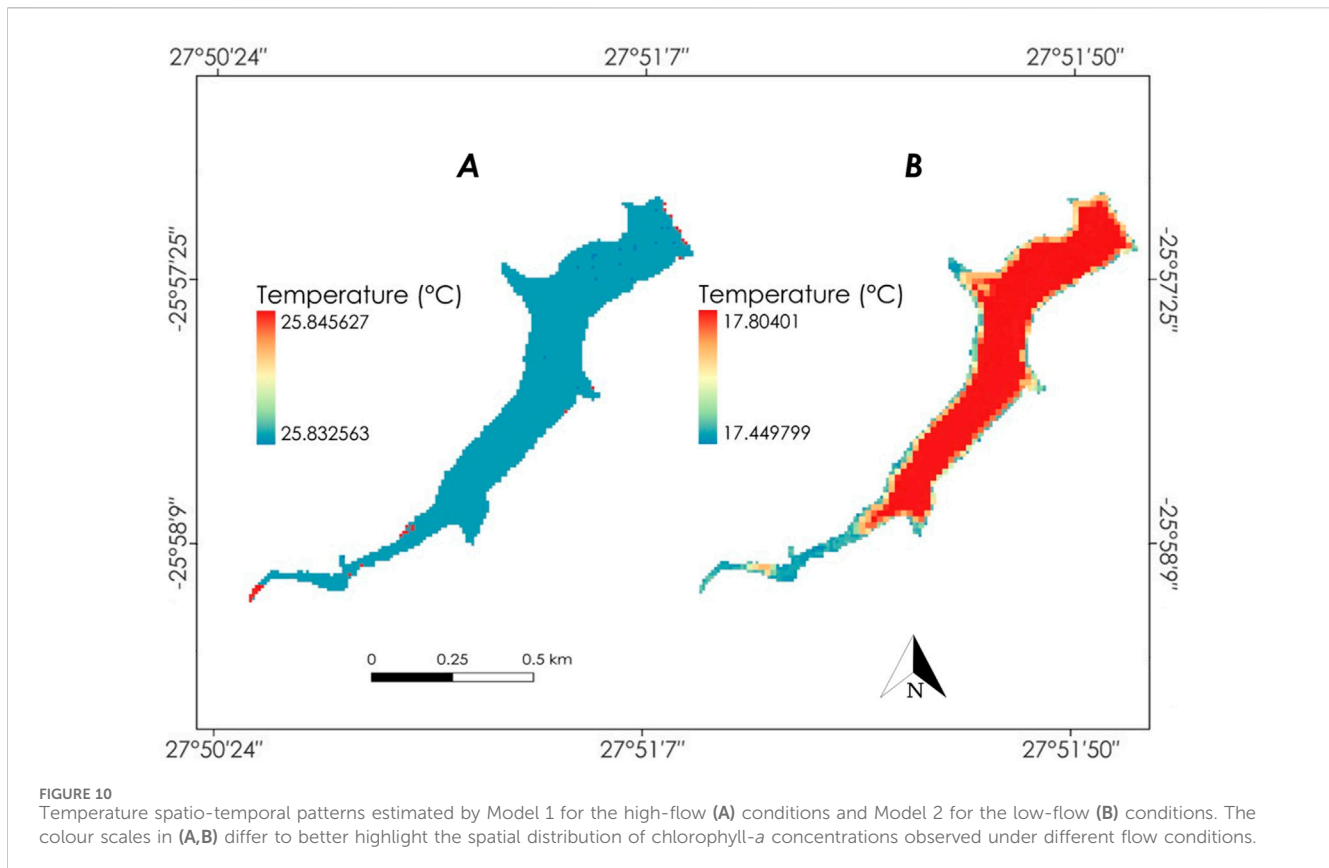 27°50'24"
27°51'7"
27°51'50"
A
B
-25°57'25"
-25°57'25"
Temperature (°C)
25.845627
25.832563
Temperature (°C)
17.80401
17.449799
-25°58'9"
-25°58'9"
0 0.25 0.5 km
N
27°50'24"
27°51'7"
27°51'50"
FIGURE 10
Temperature spatio-temporal patterns estimated by Model 1 for the high-flow (A) conditions and Model 2 for the low-flow (B) conditions. The
colour scales in (A,B) differ to better highlight the spatial distribution of chlorophyll-a concentrations observed under different flow conditions.